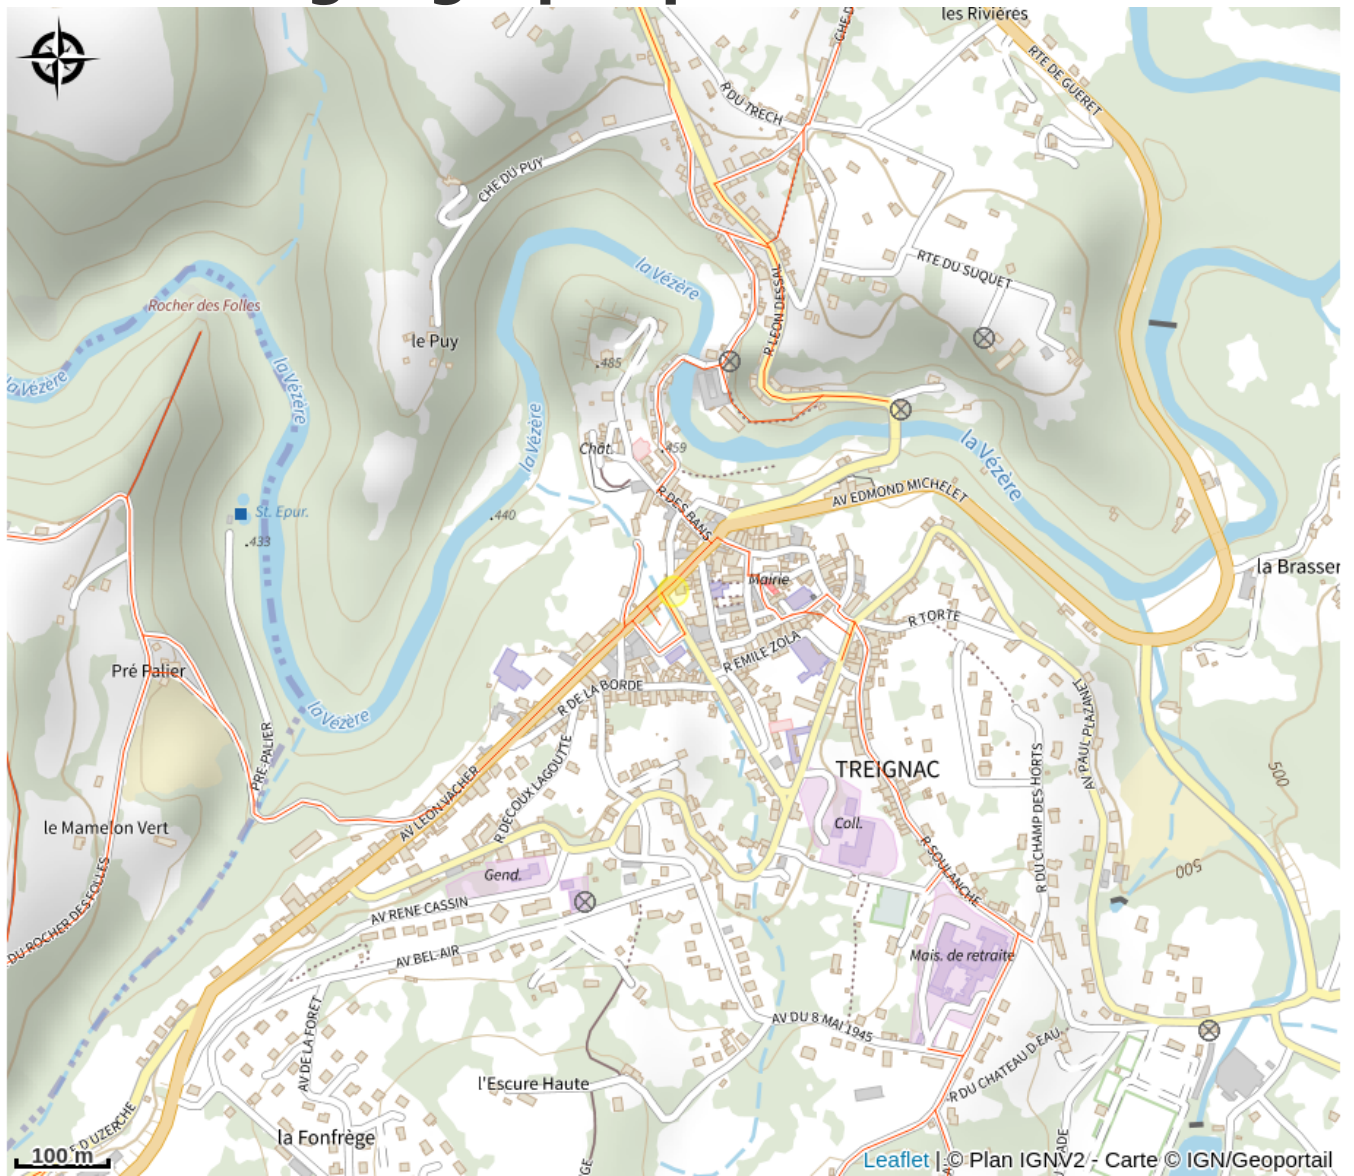 les Rivières
CHE D
RTE DE GUERET
R DU TRECH
CHE DU PUY
la Vézère
RTE DU SUQUET
Rocher des Folles
R LEON DESSAL
le Puy
la Vézère
.485
la Vézère
la Vézère
Chât.
.459
la Vézère
R DES BANS
AV EDMOND MICHELET
St. Epur.
.440
.433
Mairie
la Brasser
R TORTE
R EMILE ZOLA
Pré Palier
R DE LA BORDE
la Vézère
AV PAUL PLAZANET
PRE-PALIER
R DECOUX LAGOUTTE
TREIGNAC
500
AV LEON VACHER
R DU CHAMP DES HORTS
le Mamelon Vert
Coll.
R SOULANCHE
500
Gend.
DU ROCHER DES FOLLES
AV RENE CASSIN
AV BEL-AIR
Mais. de retraite
AV DU 8 MAI 1945
AV DE LA FORET
R DU CHATEAU D'EAU
l'Escure Haute
E D'UZERCHE
la Fonfrège
ADE
GE
100 m
Leaflet | © Plan IGNV2 - Carte © IGN/Geoportail